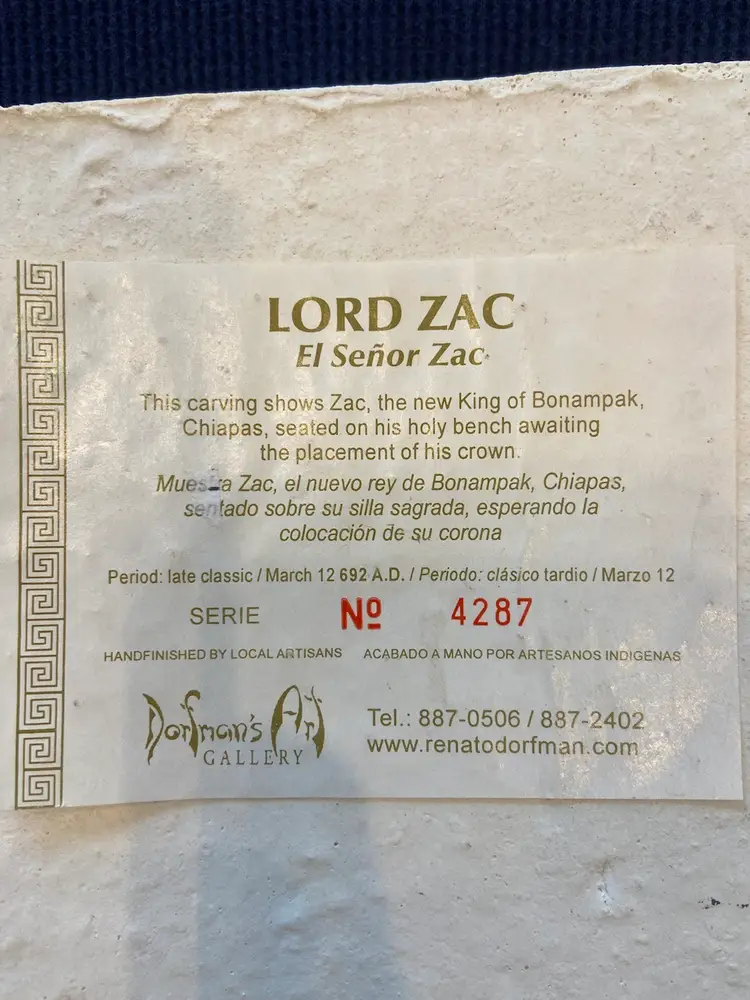 LORD ZAC
El Señor Zac
This carving shows Zac, the new King of Bonampak,
Chiapas, seated on his holy bench awaiting
the placement of his crown.
Muestra Zac, el nuevo rey de Bonampak, Chiapas,
sentado sobre su silla sagrada, esperando la
colocación de su corona
Period: late classic / March 12 692 A.D. / Periodo: clásico tardio / Marzo 12
SERIE Nº 4287
HANDFINISHED BY LOCAL ARTISANS ACABADO A MANO POR ARTESANOS INDIGENAS
Dorfman's Art
GALLERY
Tel.: 887-0506 / 887-2402
www.renatodorfman.com